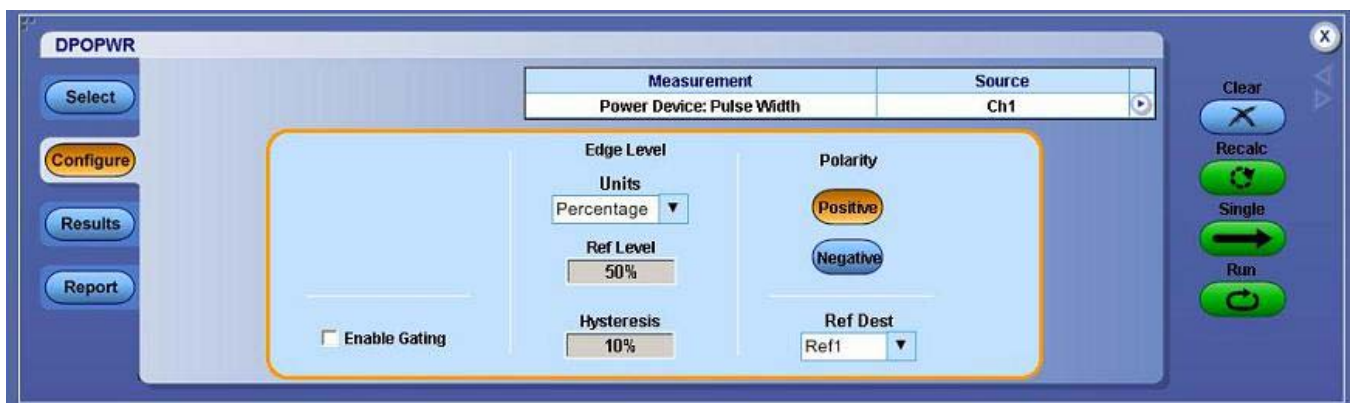 DPOPWR
X
Select
Configure
Results
Report
Measurement Source
Power Device: Pulse Width Ch1
Edge Level
Units
Percentage
Ref Level
50%
Hysteresis
10%
Enable Gating
Polarity
Positive
Negative
Ref Dest
Ref1
Clear
Recalc
Single
Run